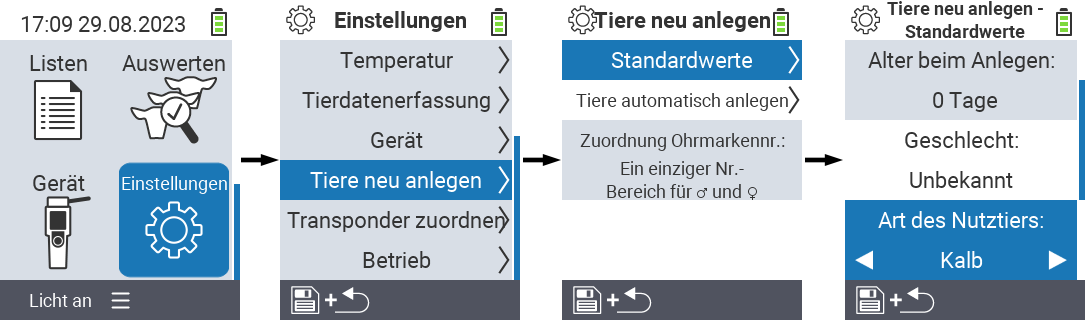 17:09 29.08.2023
Listen
Auswerten
Gerät
Einstellungen
Licht an
Einstellungen
Temperatur
Tierdatenerfassung
Gerät
Tiere neu anlegen
Transponder zuordnen
Betrieb
+
Tiere neu anlegen
Standardwerte
Tiere automatisch anlegen
Zuordnung Ohrmarkennr.:
Ein einziger Nr.-
Bereich für ♂ und ♀
+
Tiere neu anlegen -
Standardwerte
Alter beim Anlegen:
0 Tage
Geschlecht:
Unbekannt
Art des Nutztiers:
Kalb
+